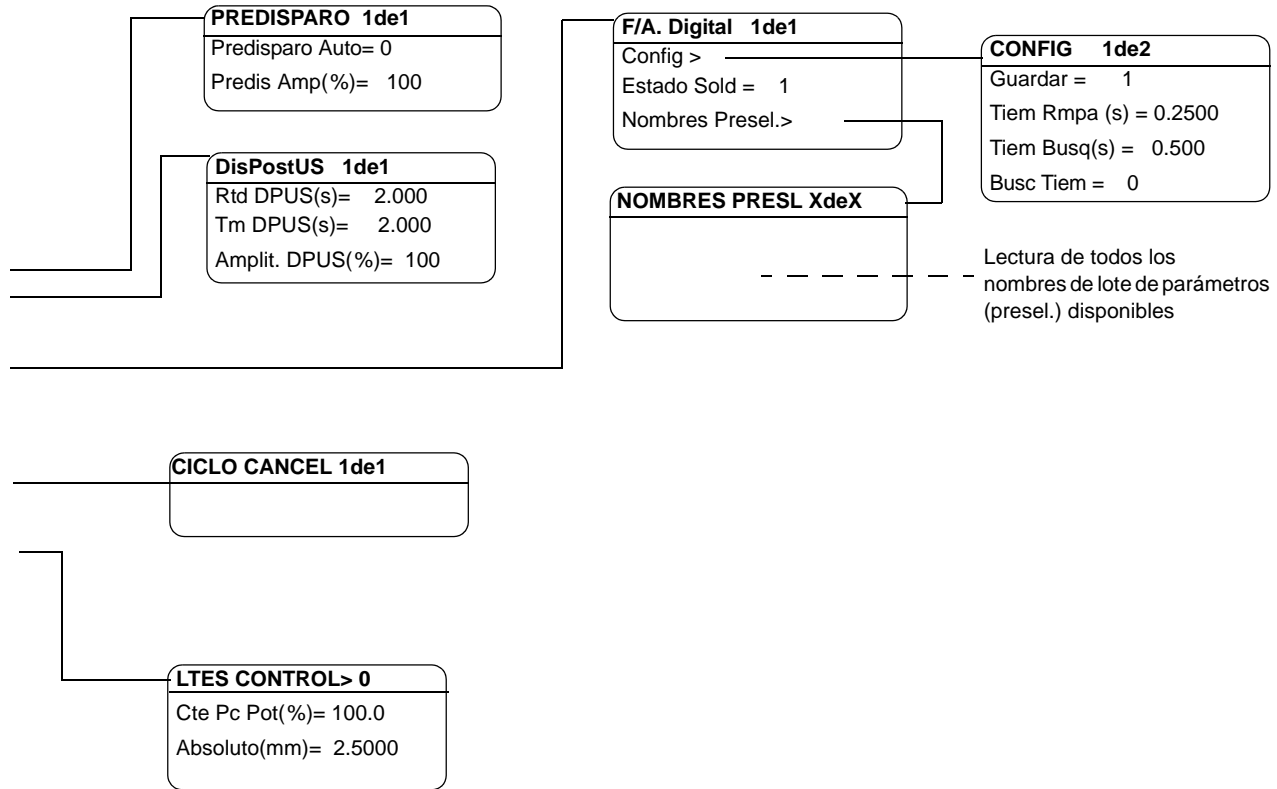 PREDISPARO 1de1
Predisparo Auto= 0
Predis Amp(%)= 100
DisPostUS 1de1
Rtd DPUS(s)= 2.000
Tm DPUS(s)= 2.000
Amplit. DPUS(%)= 100
F/A. Digital 1de1
Config >
Estado Sold = 1
Nombres Presel.>
NOMBRES PRESL XdeX
CONFIG 1de2
Guardar = 1
Tiem Rmpa (s) = 0.2500
Tiem Busq(s) = 0.500
Busc Tiem = 0
Lectura de todos los
nombres de lote de parámetros
(presel.) disponibles
CICLO CANCEL 1de1
LTES CONTROL> 0
Cte Pc Pot(%)= 100.0
Absoluto(mm)= 2.5000